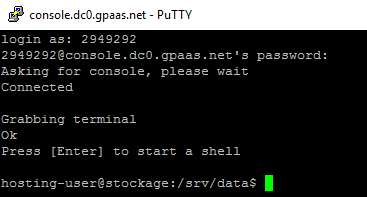 console.dc0.gpaas.net - PuTTY
login as: 2949292
2949292@console.dc0.gpaas.net's password:
Asking for console, please wait
Connected
Grabbing terminal
Ok
Press [Enter] to start a shell
hosting-user@stockage:/srv/data$